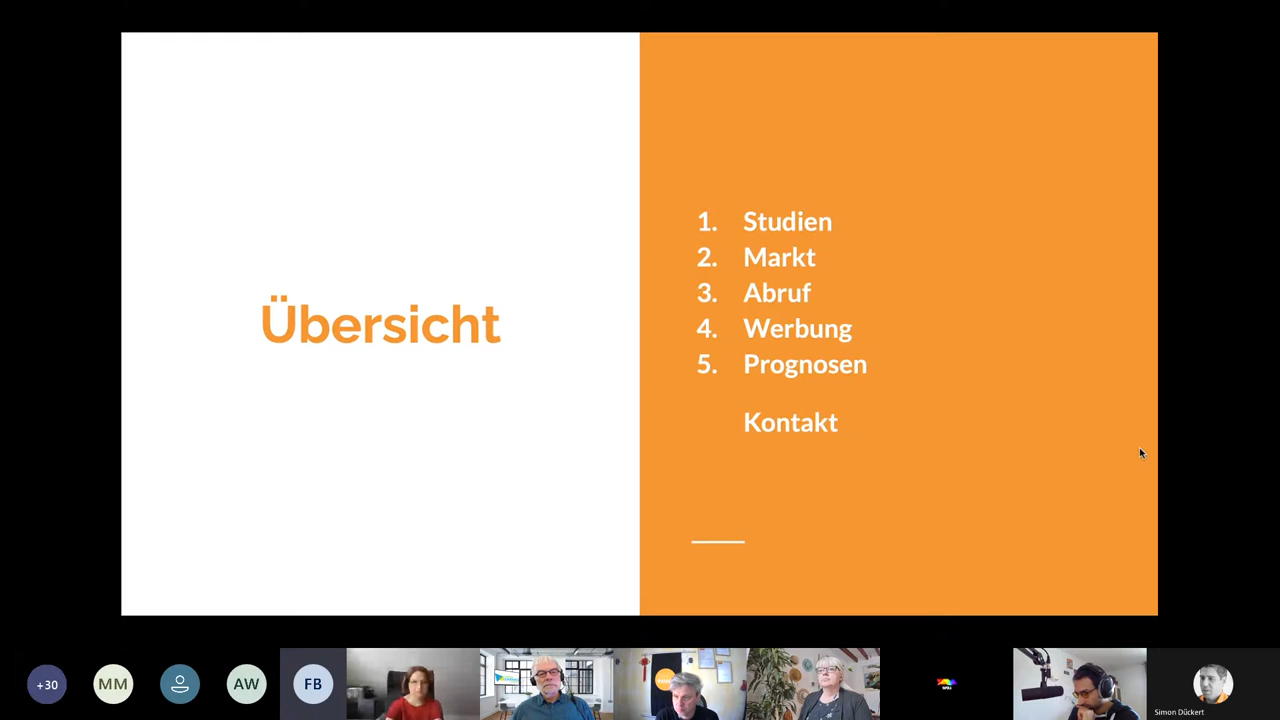 Übersicht
1. Studien
2. Markt
3. Abruf
4. Werbung
5. Prognosen
Kontakt
+30
MM
AW
FB
Simon Dückert